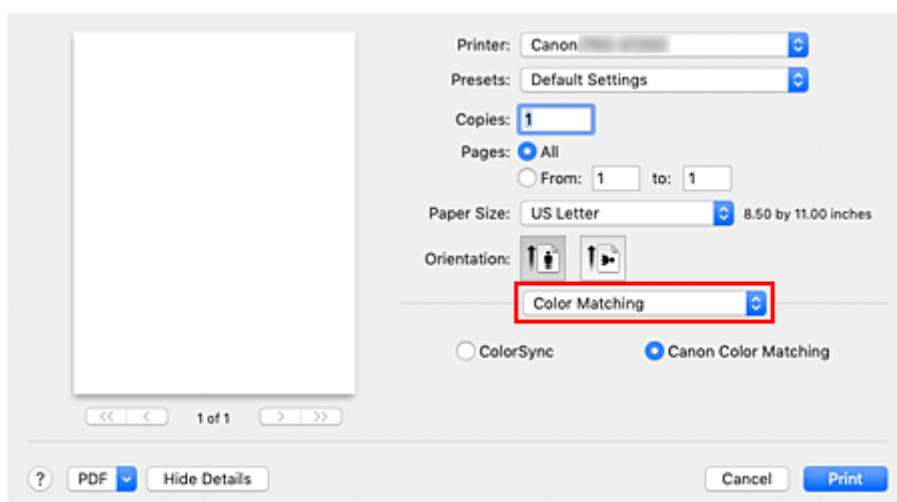 Printer: Canon
Presets: Default Settings
Copies: 1
Pages: All
From: 1 to: 1
Paper Size: US Letter 8.50 by 11.00 inches
Orientation:
Color Matching
ColorSync Canon Color Matching
<< < 1 of 1 > >>
? PDF Hide Details Cancel Print